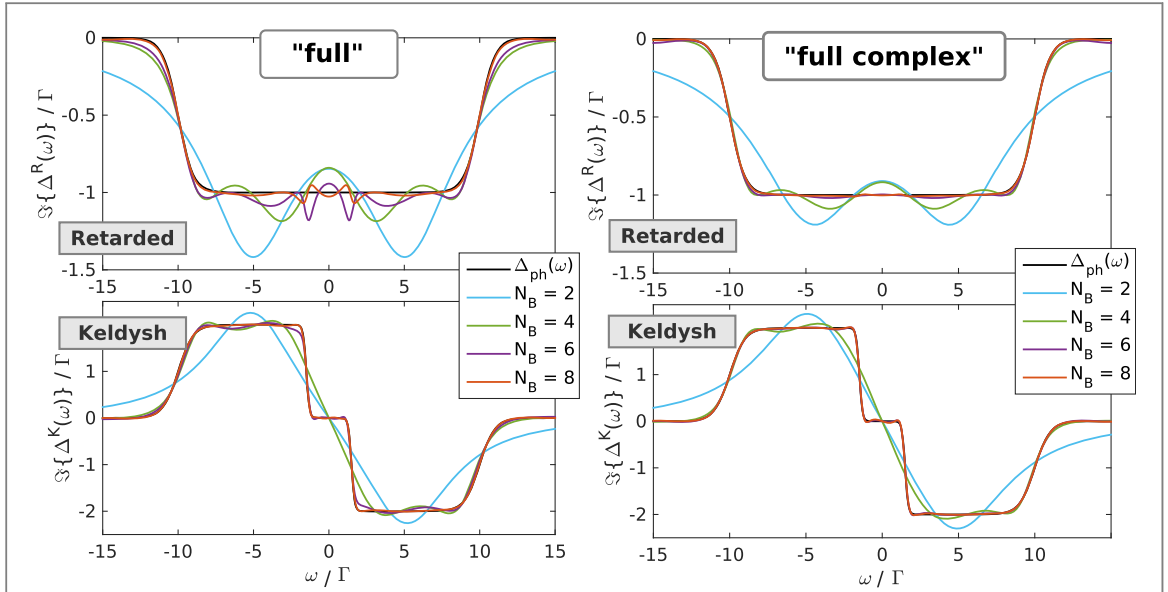 "full"
0
-0.5
-1
-1.5
ℑ{Δ^R(ω)} / Γ
Retarded
-15 -10 -5 0 5 10 15
Δ_ph(ω)
N_B = 2
N_B = 4
N_B = 6
N_B = 8
Keldysh
1
0
-1
-2
ℑ{Δ^K(ω)} / Γ
-15 -10 -5 0 5 10 15
ω / Γ
"full complex"
0
-0.5
-1
-1.5
ℑ{Δ^R(ω)} / Γ
Retarded
-15 -10 -5 0 5
Δ_ph(ω)
N_B = 2
N_B = 4
N_B = 6
N_B = 8
Keldysh
1
0
-1
-2
ℑ{Δ^K(ω)} / Γ
-15 -10 -5 0 5 10
ω / Γ